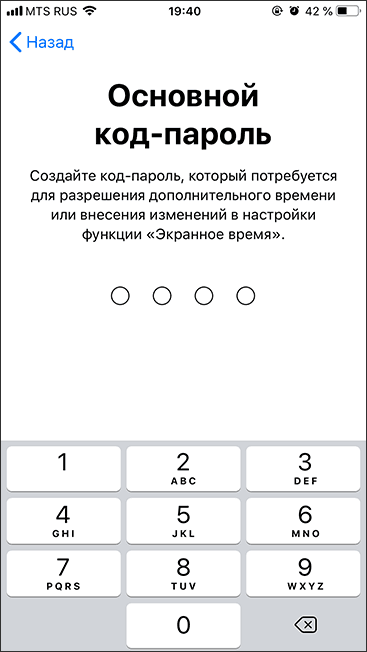 MTS RUS 19:40 42 %
Назад
Основной
код-пароль
Создайте код-пароль, который потребуется
для разрешения дополнительного времени
или внесения изменений в настройки
функции «Экранное время».
1 2 3
ABC DEF
4 5 6
GHI JKL MNO
7 8 9
PQRS TUV WXYZ
0